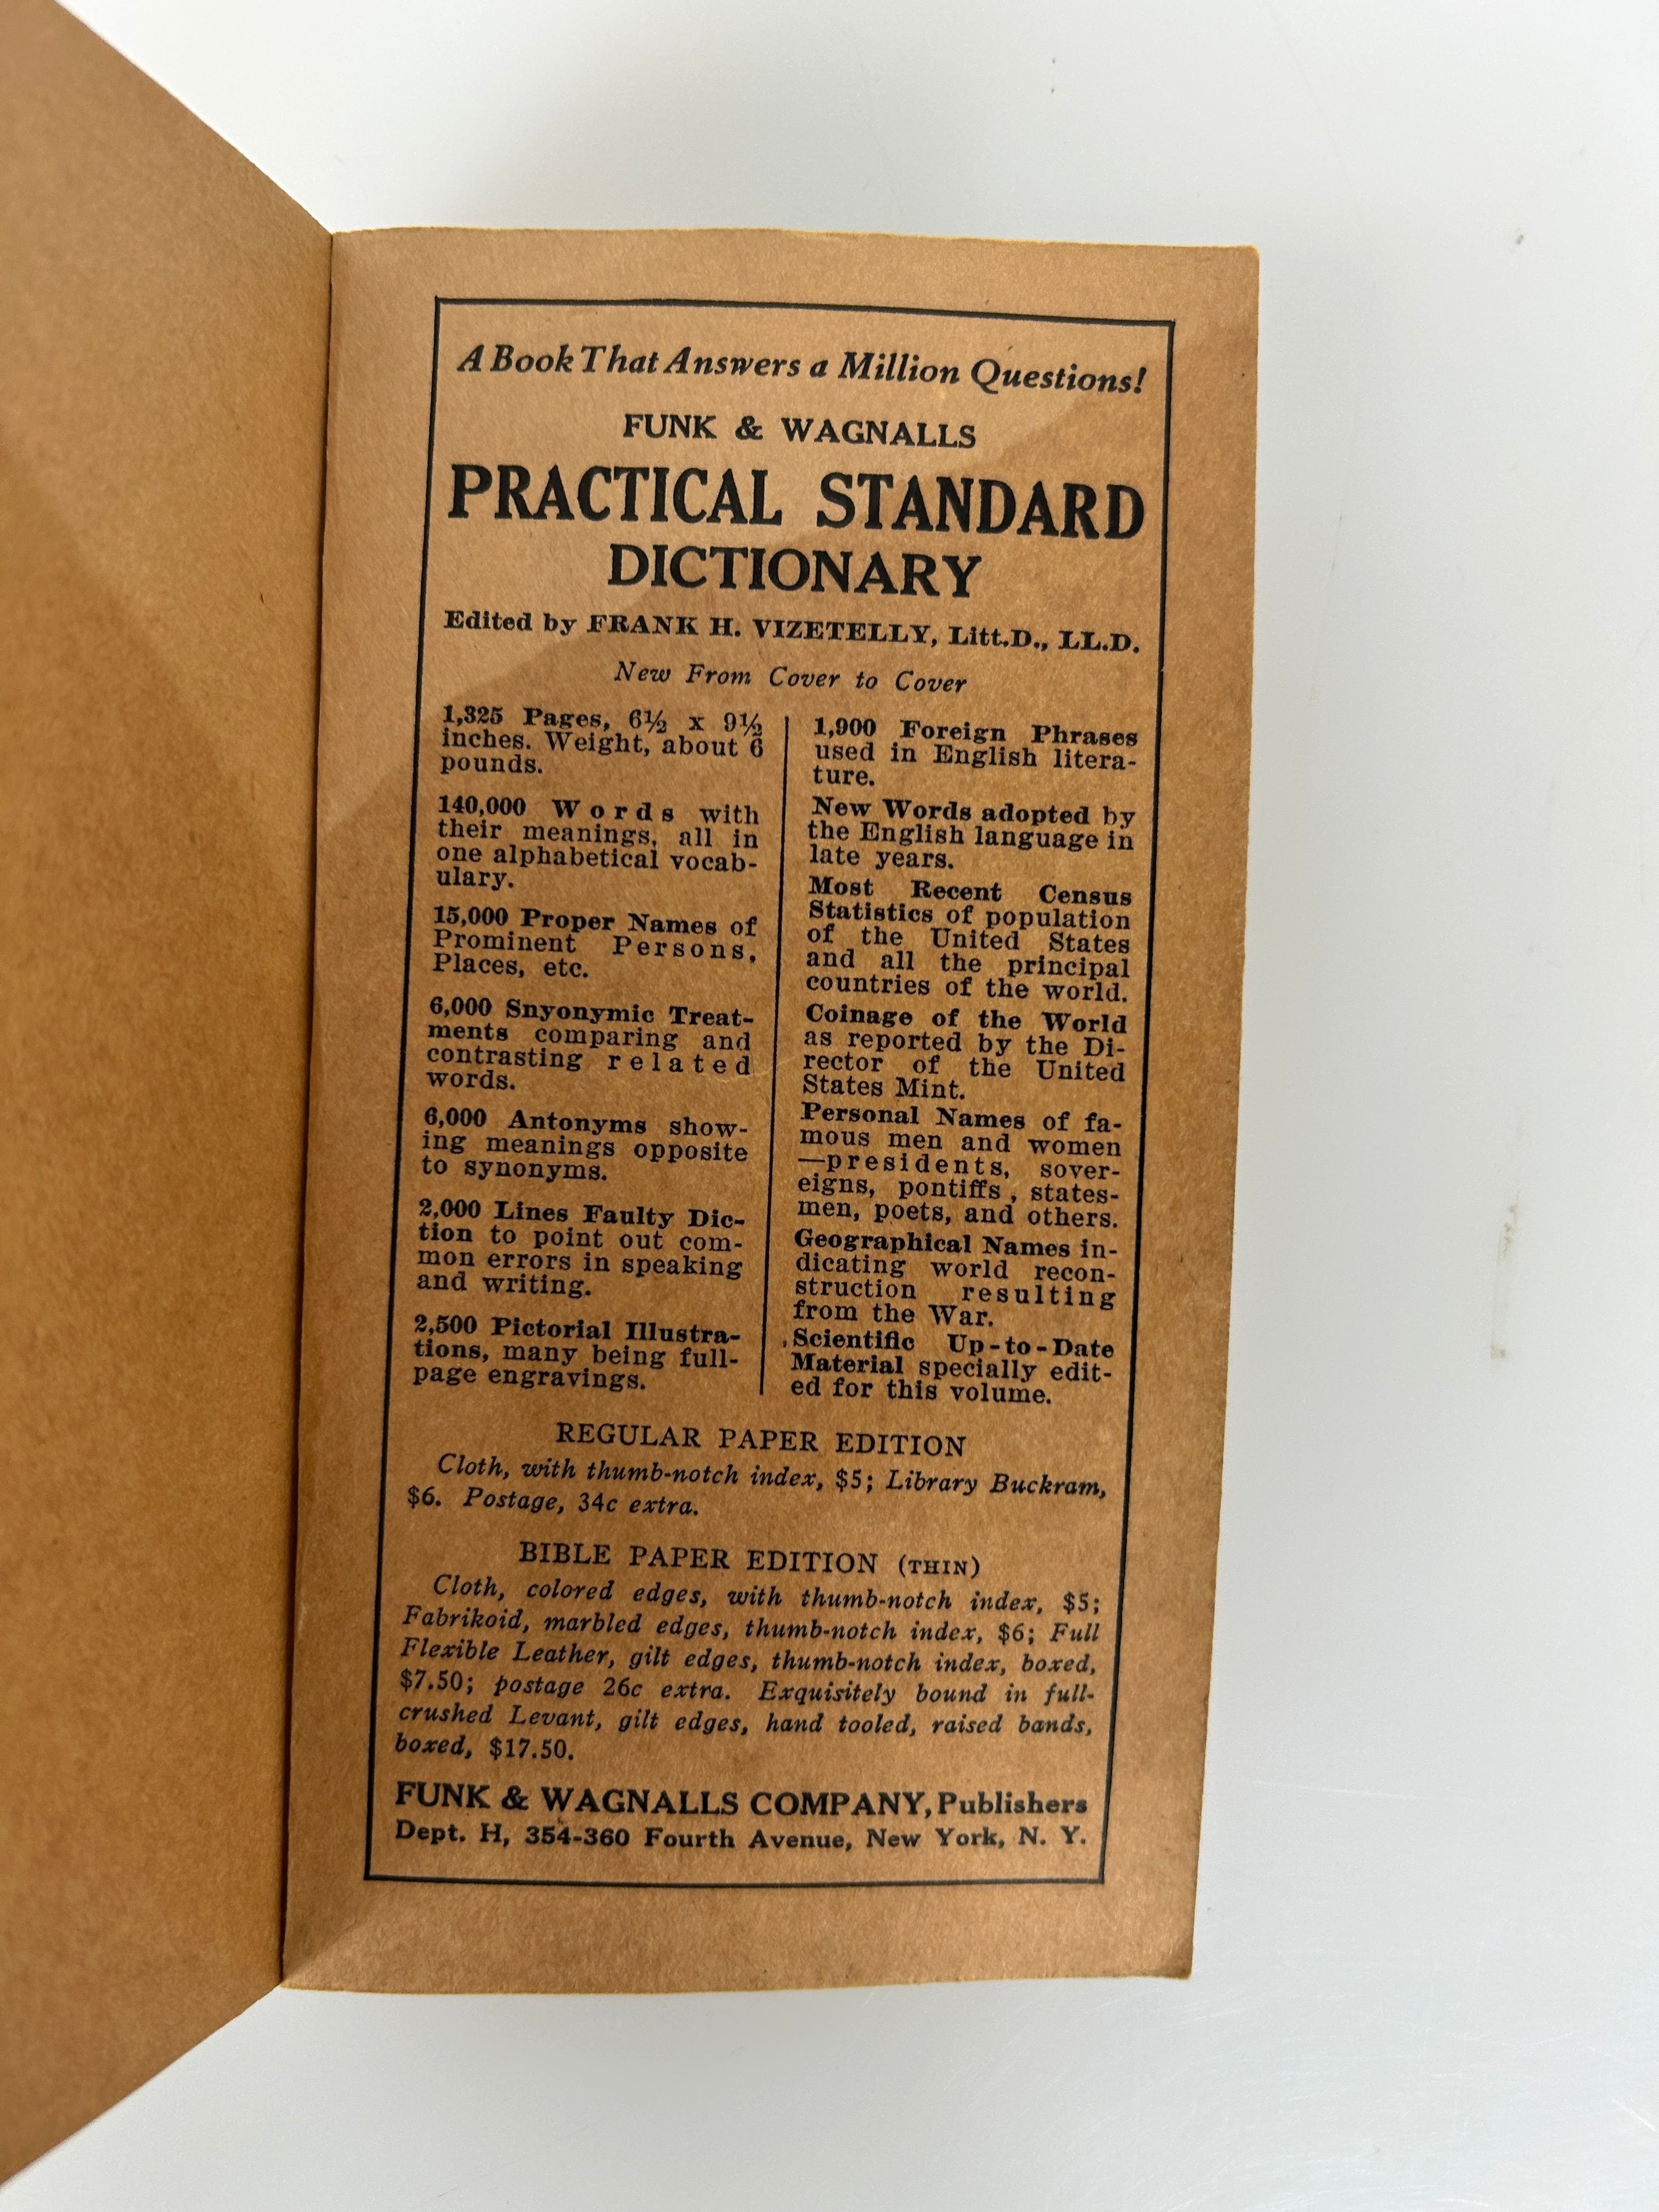 A Book That Answers a Million Questions!
FUNK & WAGNALLS
PRACTICAL STANDARD
DICTIONARY
Edited by FRANK H. VIZETELLY, Litt.D., LL.D.
New From Cover to Cover
1,325 Pages, 6½ x 9½
inches. Weight, about 6
pounds.
140,000 Words with
their meanings, all in
one alphabetical vocab-
ulary.
15,000 Proper Names of
Prominent Persons,
Places, etc.
6,000 Snyonymic Treat-
ments comparing and
contrasting related
words.
6,000 Antonyms show-
ing meanings opposite
to synonyms.
2,000 Lines Faulty Dic-
tion to point out com-
mon errors in speaking
and writing.
2,500 Pictorial Illustra-
tions, many being full-
page engravings.
1,900 Foreign Phrases
used in English litera-
ture.
New Words adopted by
the English language in
late years.
Most Recent Census
Statistics of population
of the United States
and all the principal
countries of the world.
Coinage of the World
as reported by the Di-
rector of the United
States Mint.
Personal Names of fa-
mous men and women
—presidents, sover-
eigns, pontiffs, states-
men, poets, and others.
Geographical Names in-
dicating world recon-
struction resulting
from the War.
Scientific Up-to-Date
Material specially edit-
ed for this volume.
REGULAR PAPER EDITION
Cloth, with thumb-notch index, $5; Library Buckram,
$6. Postage, 34c extra.
BIBLE PAPER EDITION (THIN)
Cloth, colored edges, with thumb-notch index, $5;
Fabrikoid, marbled edges, thumb-notch index, $6; Full
Flexible Leather, gilt edges, thumb-notch index, boxed,
$7.50; postage 26c extra. Exquisitely bound in full-
crushed Levant, gilt edges, hand tooled, raised bands,
boxed, $17.50.
FUNK & WAGNALLS COMPANY, Publishers
Dept. H, 354-360 Fourth Avenue, New York, N. Y.